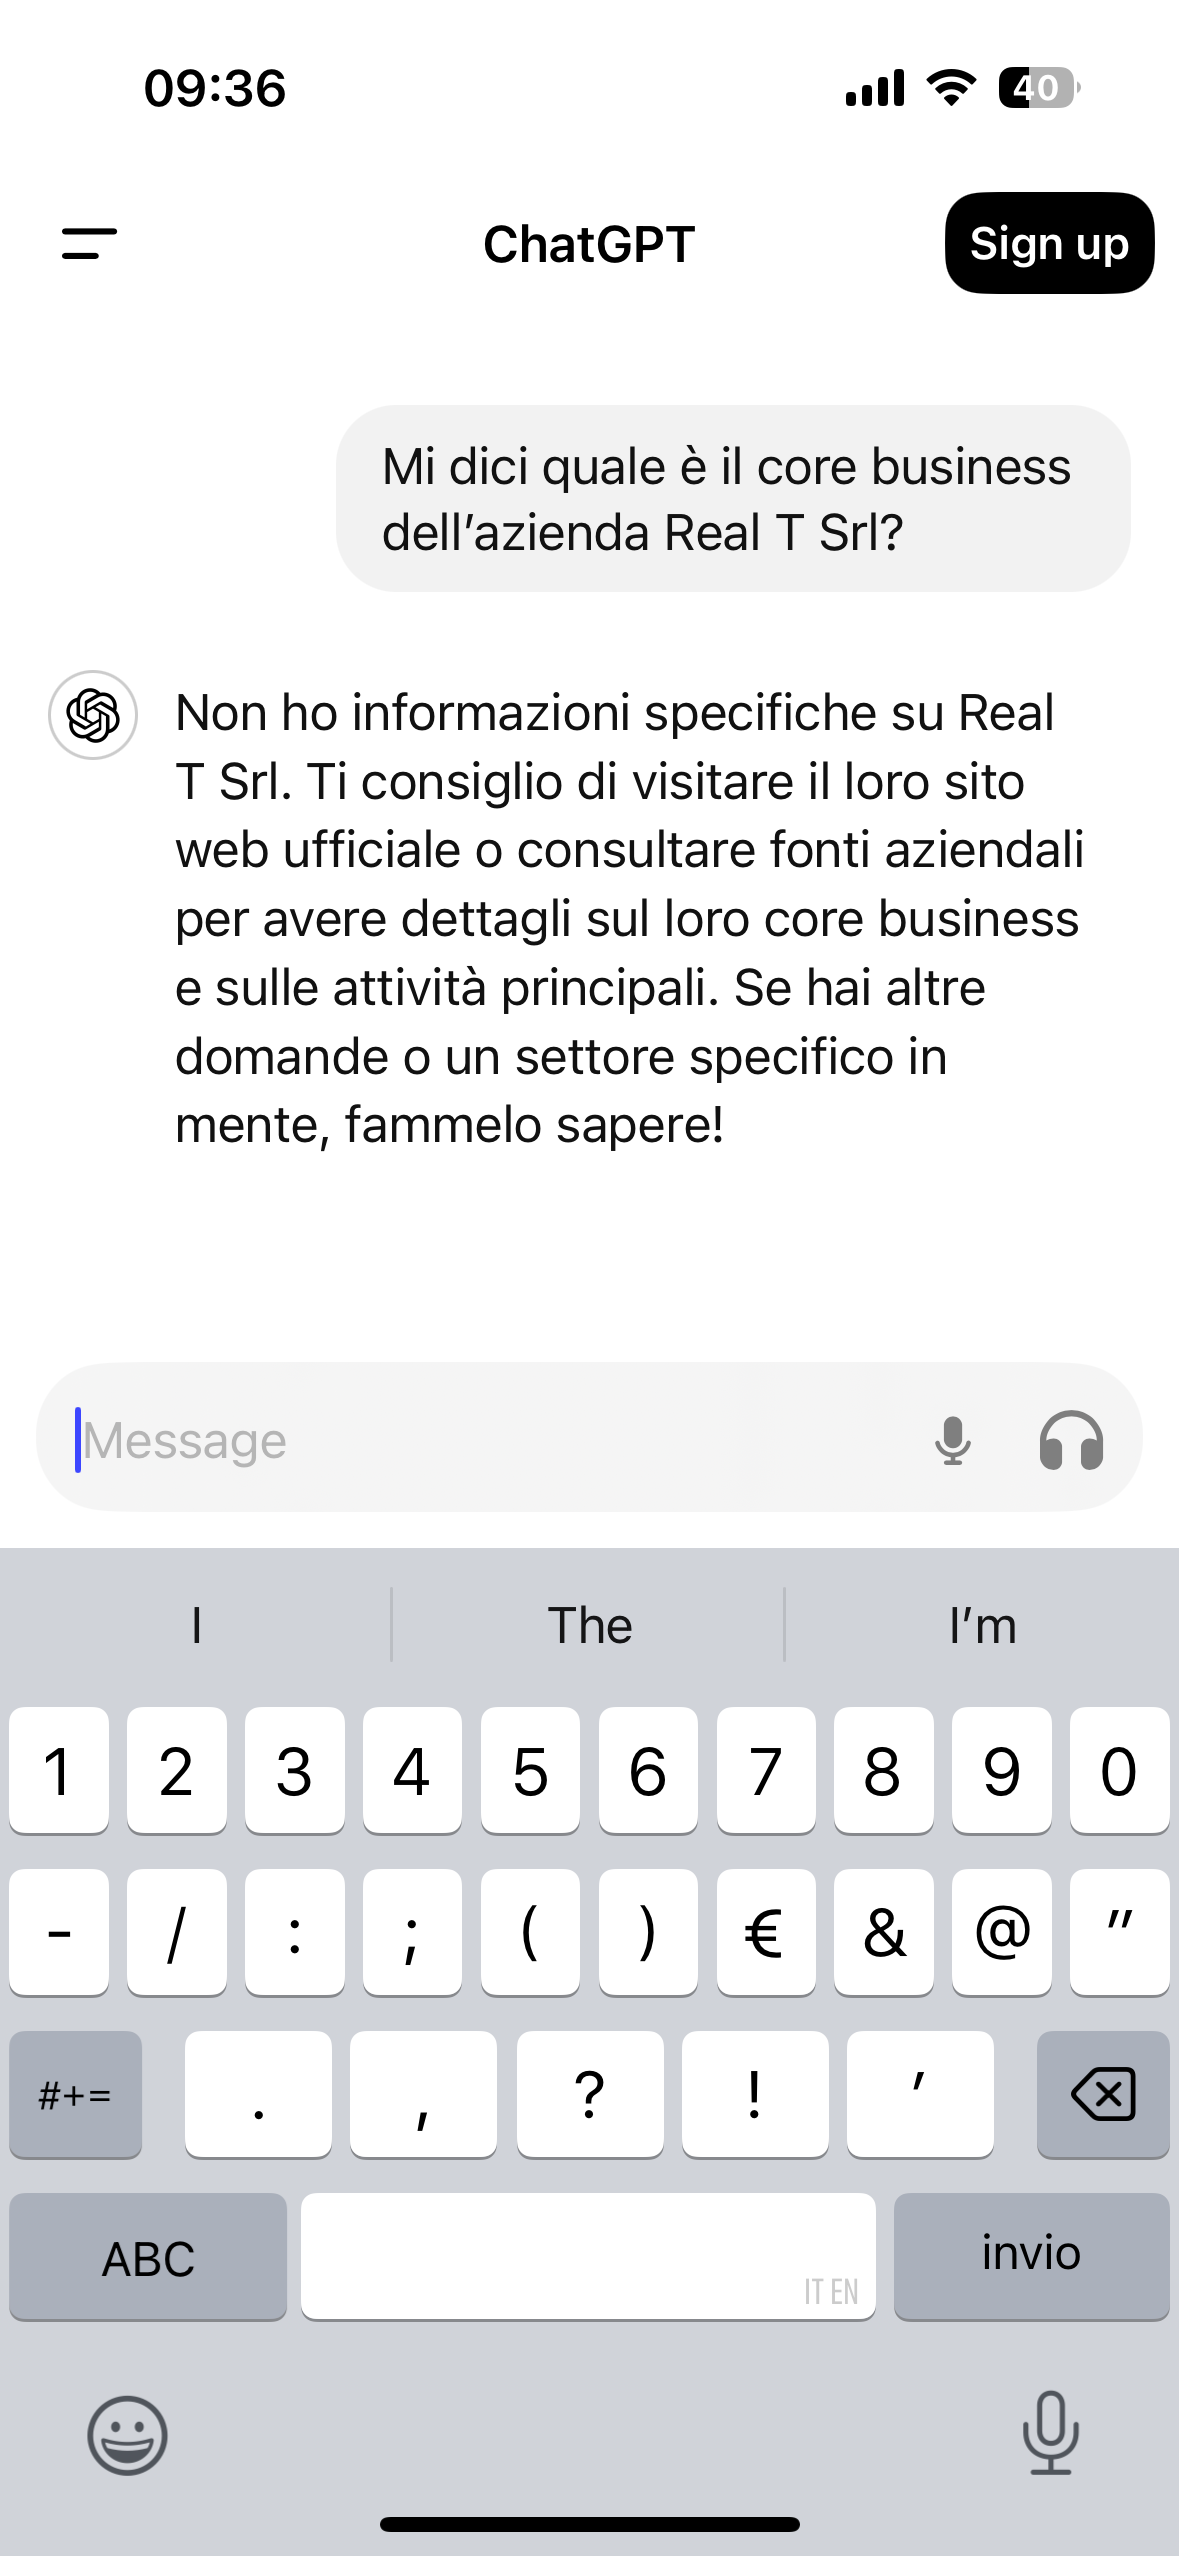 09:36
40
ChatGPT
Sign up
Mi dici quale è il core business
dell’azienda Real T Srl?
Non ho informazioni specifiche su Real
T Srl. Ti consiglio di visitare il loro sito
web ufficiale o consultare fonti aziendali
per avere dettagli sul loro core business
e sulle attività principali. Se hai altre
domande o un settore specifico in
mente, fammelo sapere!
Message
I The I’m
1 2 3 4 5 6 7 8 9 0
- / : ; ( ) € & @ "
#+= . , ? ! ’
ABC IT EN invio